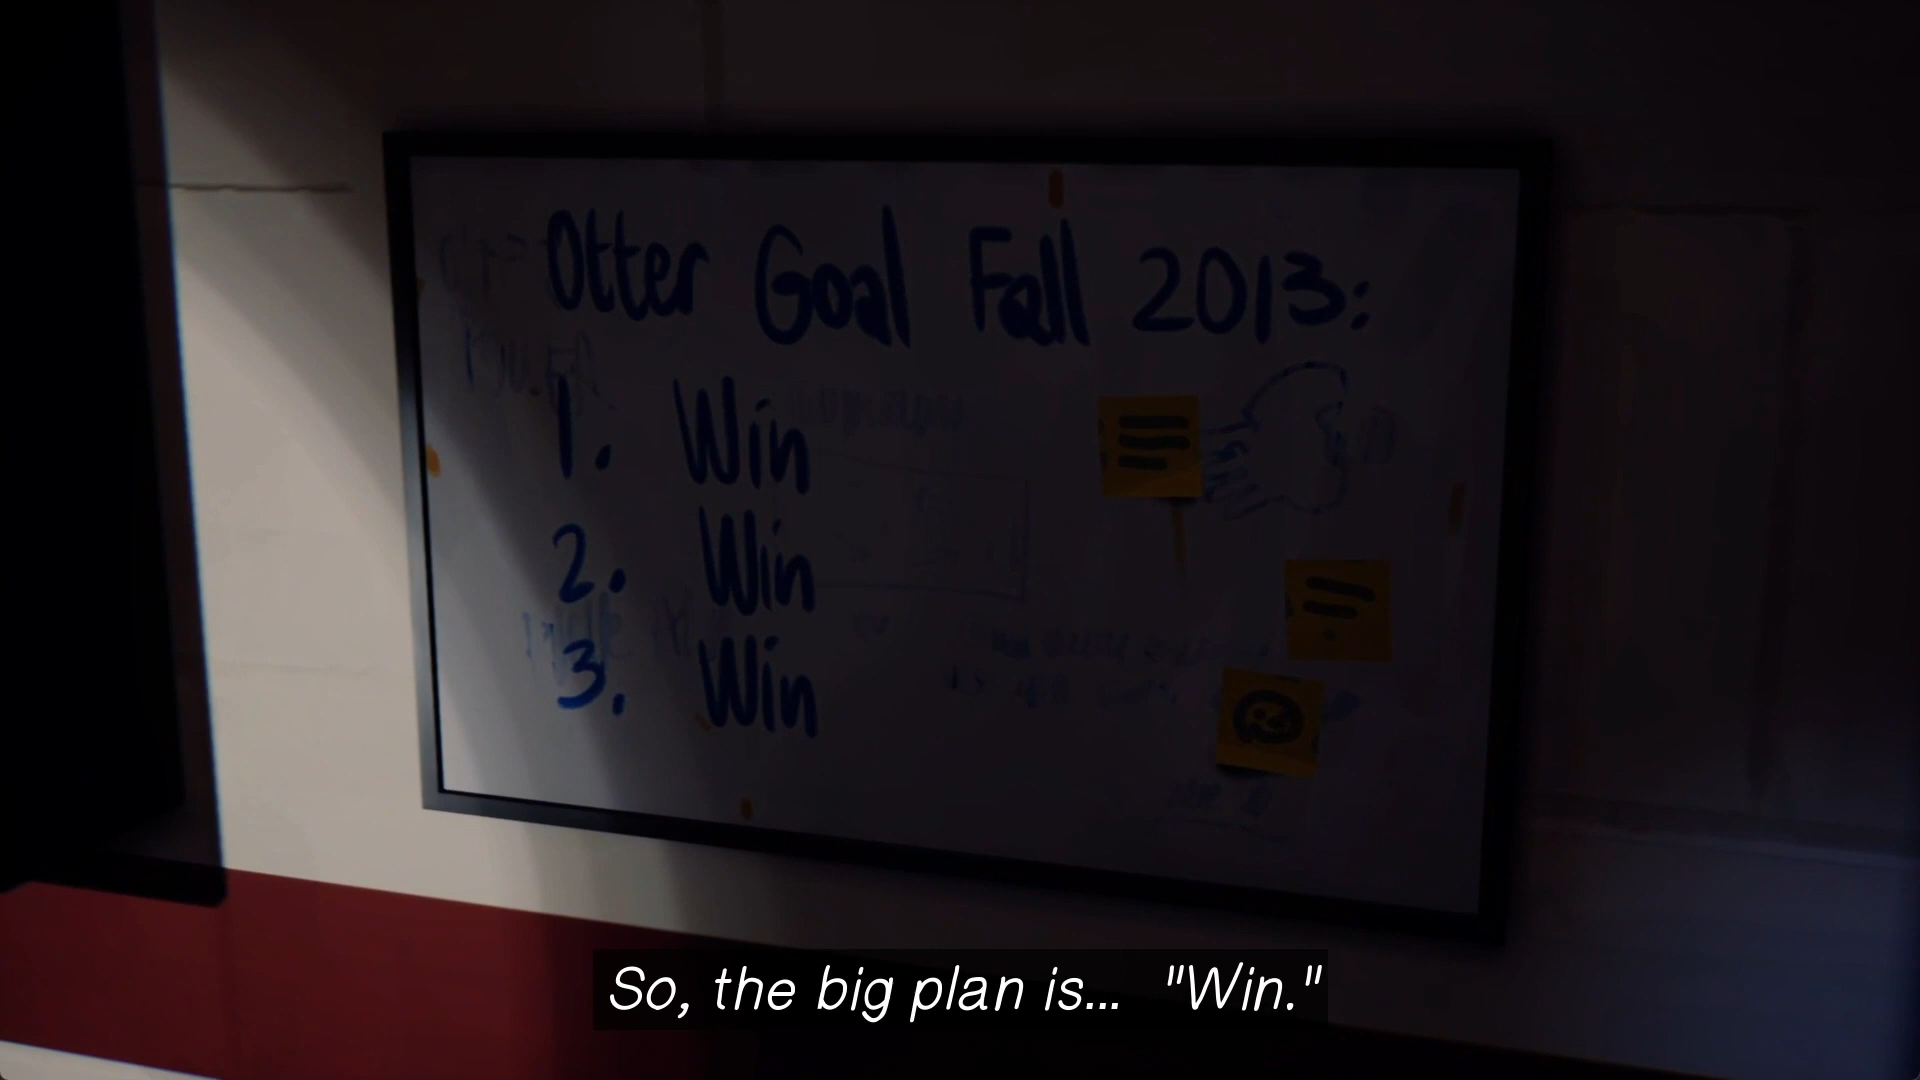 Otter Goal Fall 2013:
1. Win
2. Win
3. Win
So, the big plan is... "Win."